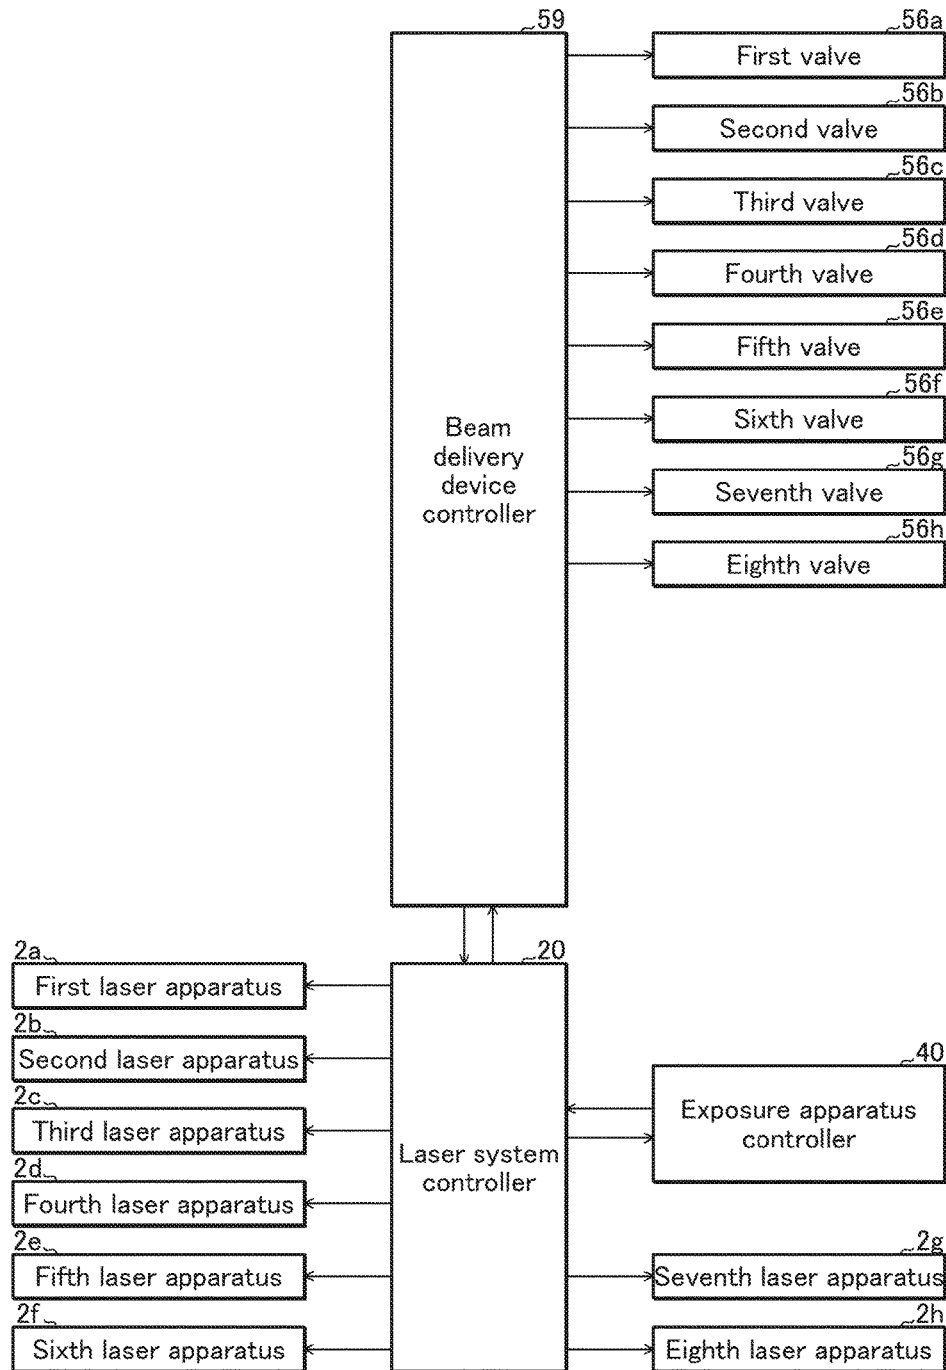 59
56a
First valve
56b
Second valve
56c
Third valve
56d
Fourth valve
56e
Fifth valve
56f
Sixth valve
56g
Seventh valve
56h
Eighth valve
Beam
delivery
device
controller
2a
First laser apparatus
2b
Second laser apparatus
2c
Third laser apparatus
2d
Fourth laser apparatus
2e
Fifth laser apparatus
2f
Sixth laser apparatus
20
Laser system
controller
40
Exposure apparatus
controller
2g
Seventh laser apparatus
2h
Eighth laser apparatus